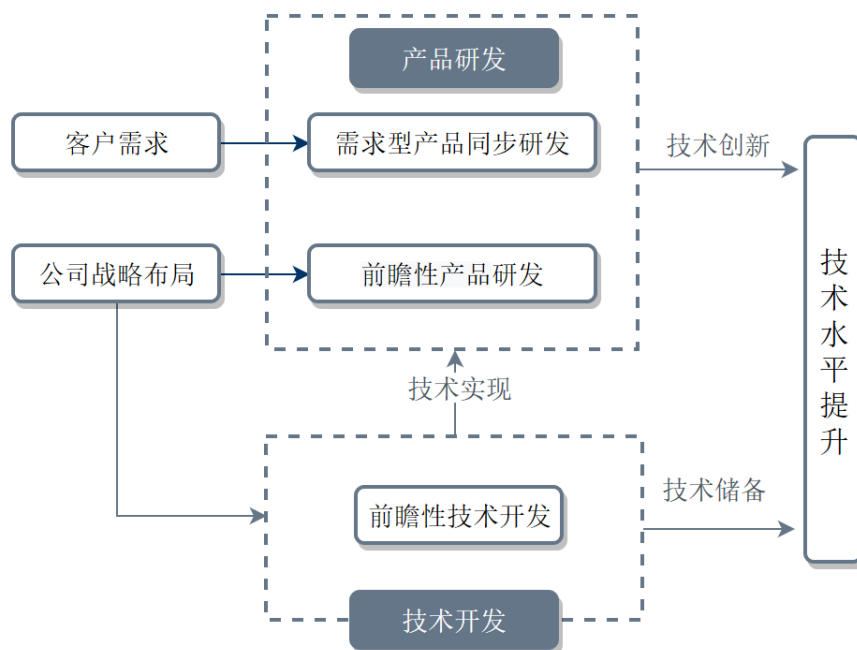 产品研发
客户需求
需求型产品同步研发
技术创新
公司战略布局
前瞻性产品研发
技术水平提升
技术实现
前瞻性技术开发
技术储备
技术开发